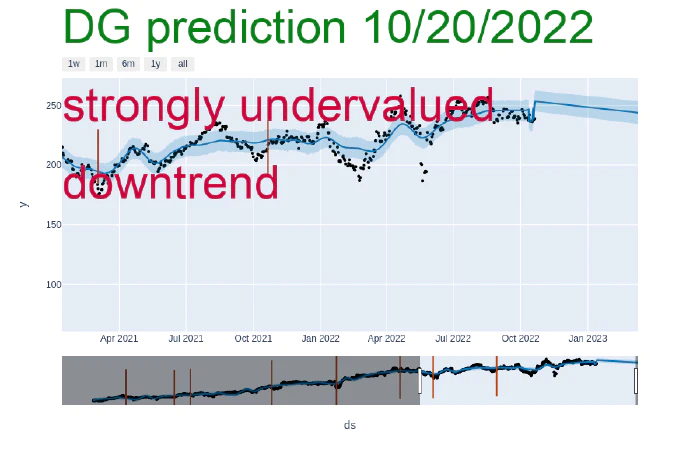 DG prediction 10/20/2022
1w 1m 6m 1y all
strongly undervalued
250
200
downtrend
150
100
y
Apr 2021 Jul 2021 Oct 2021 Jan 2022 Apr 2022 Jul 2022 Oct 2022 Jan 2023
ds